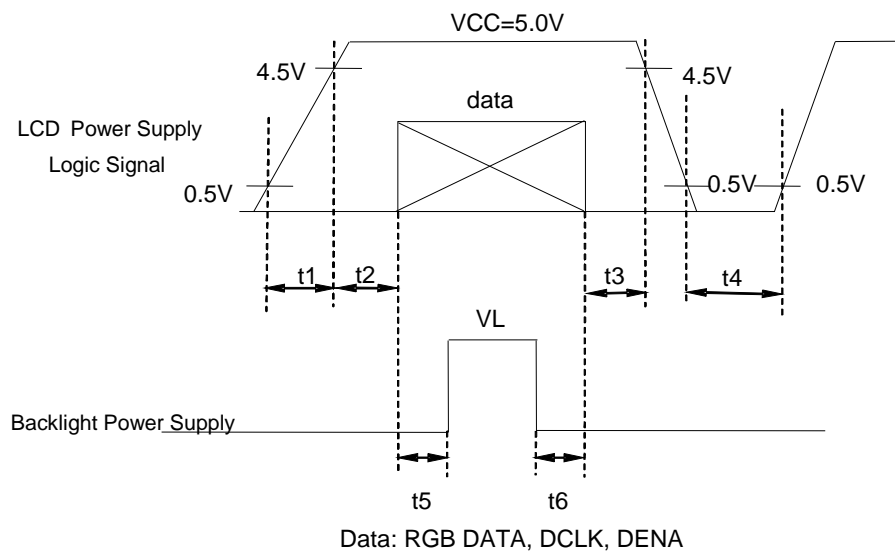 VCC=5.0V
4.5V
4.5V
data
LCD Power Supply
Logic Signal
0.5V
0.5V
0.5V
t1
t2
t3
t4
VL
Backlight Power Supply
t5
t6
Data: RGB DATA, DCLK, DENA